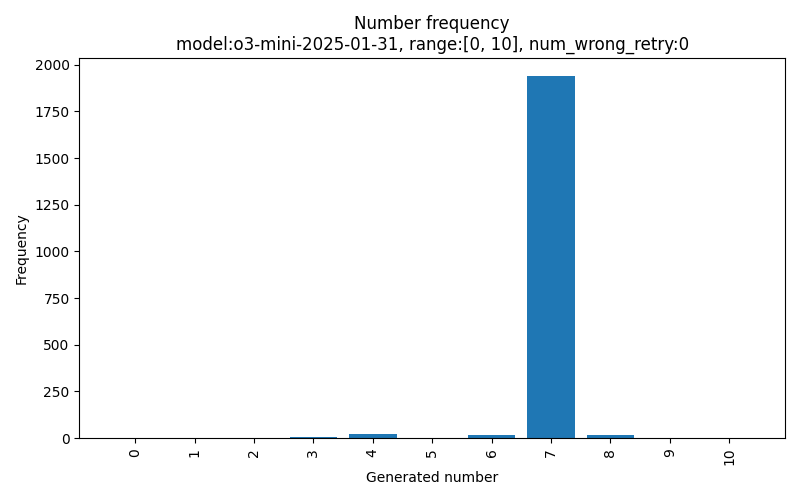 Number frequency
model:o3-mini-2025-01-31, range:[0, 10], num_wrong_retry:0
2000
1750
1500
1250
1000
750
500
250
0
Frequency
0 1 2 3 4 5 6 7 8 9 10
Generated number